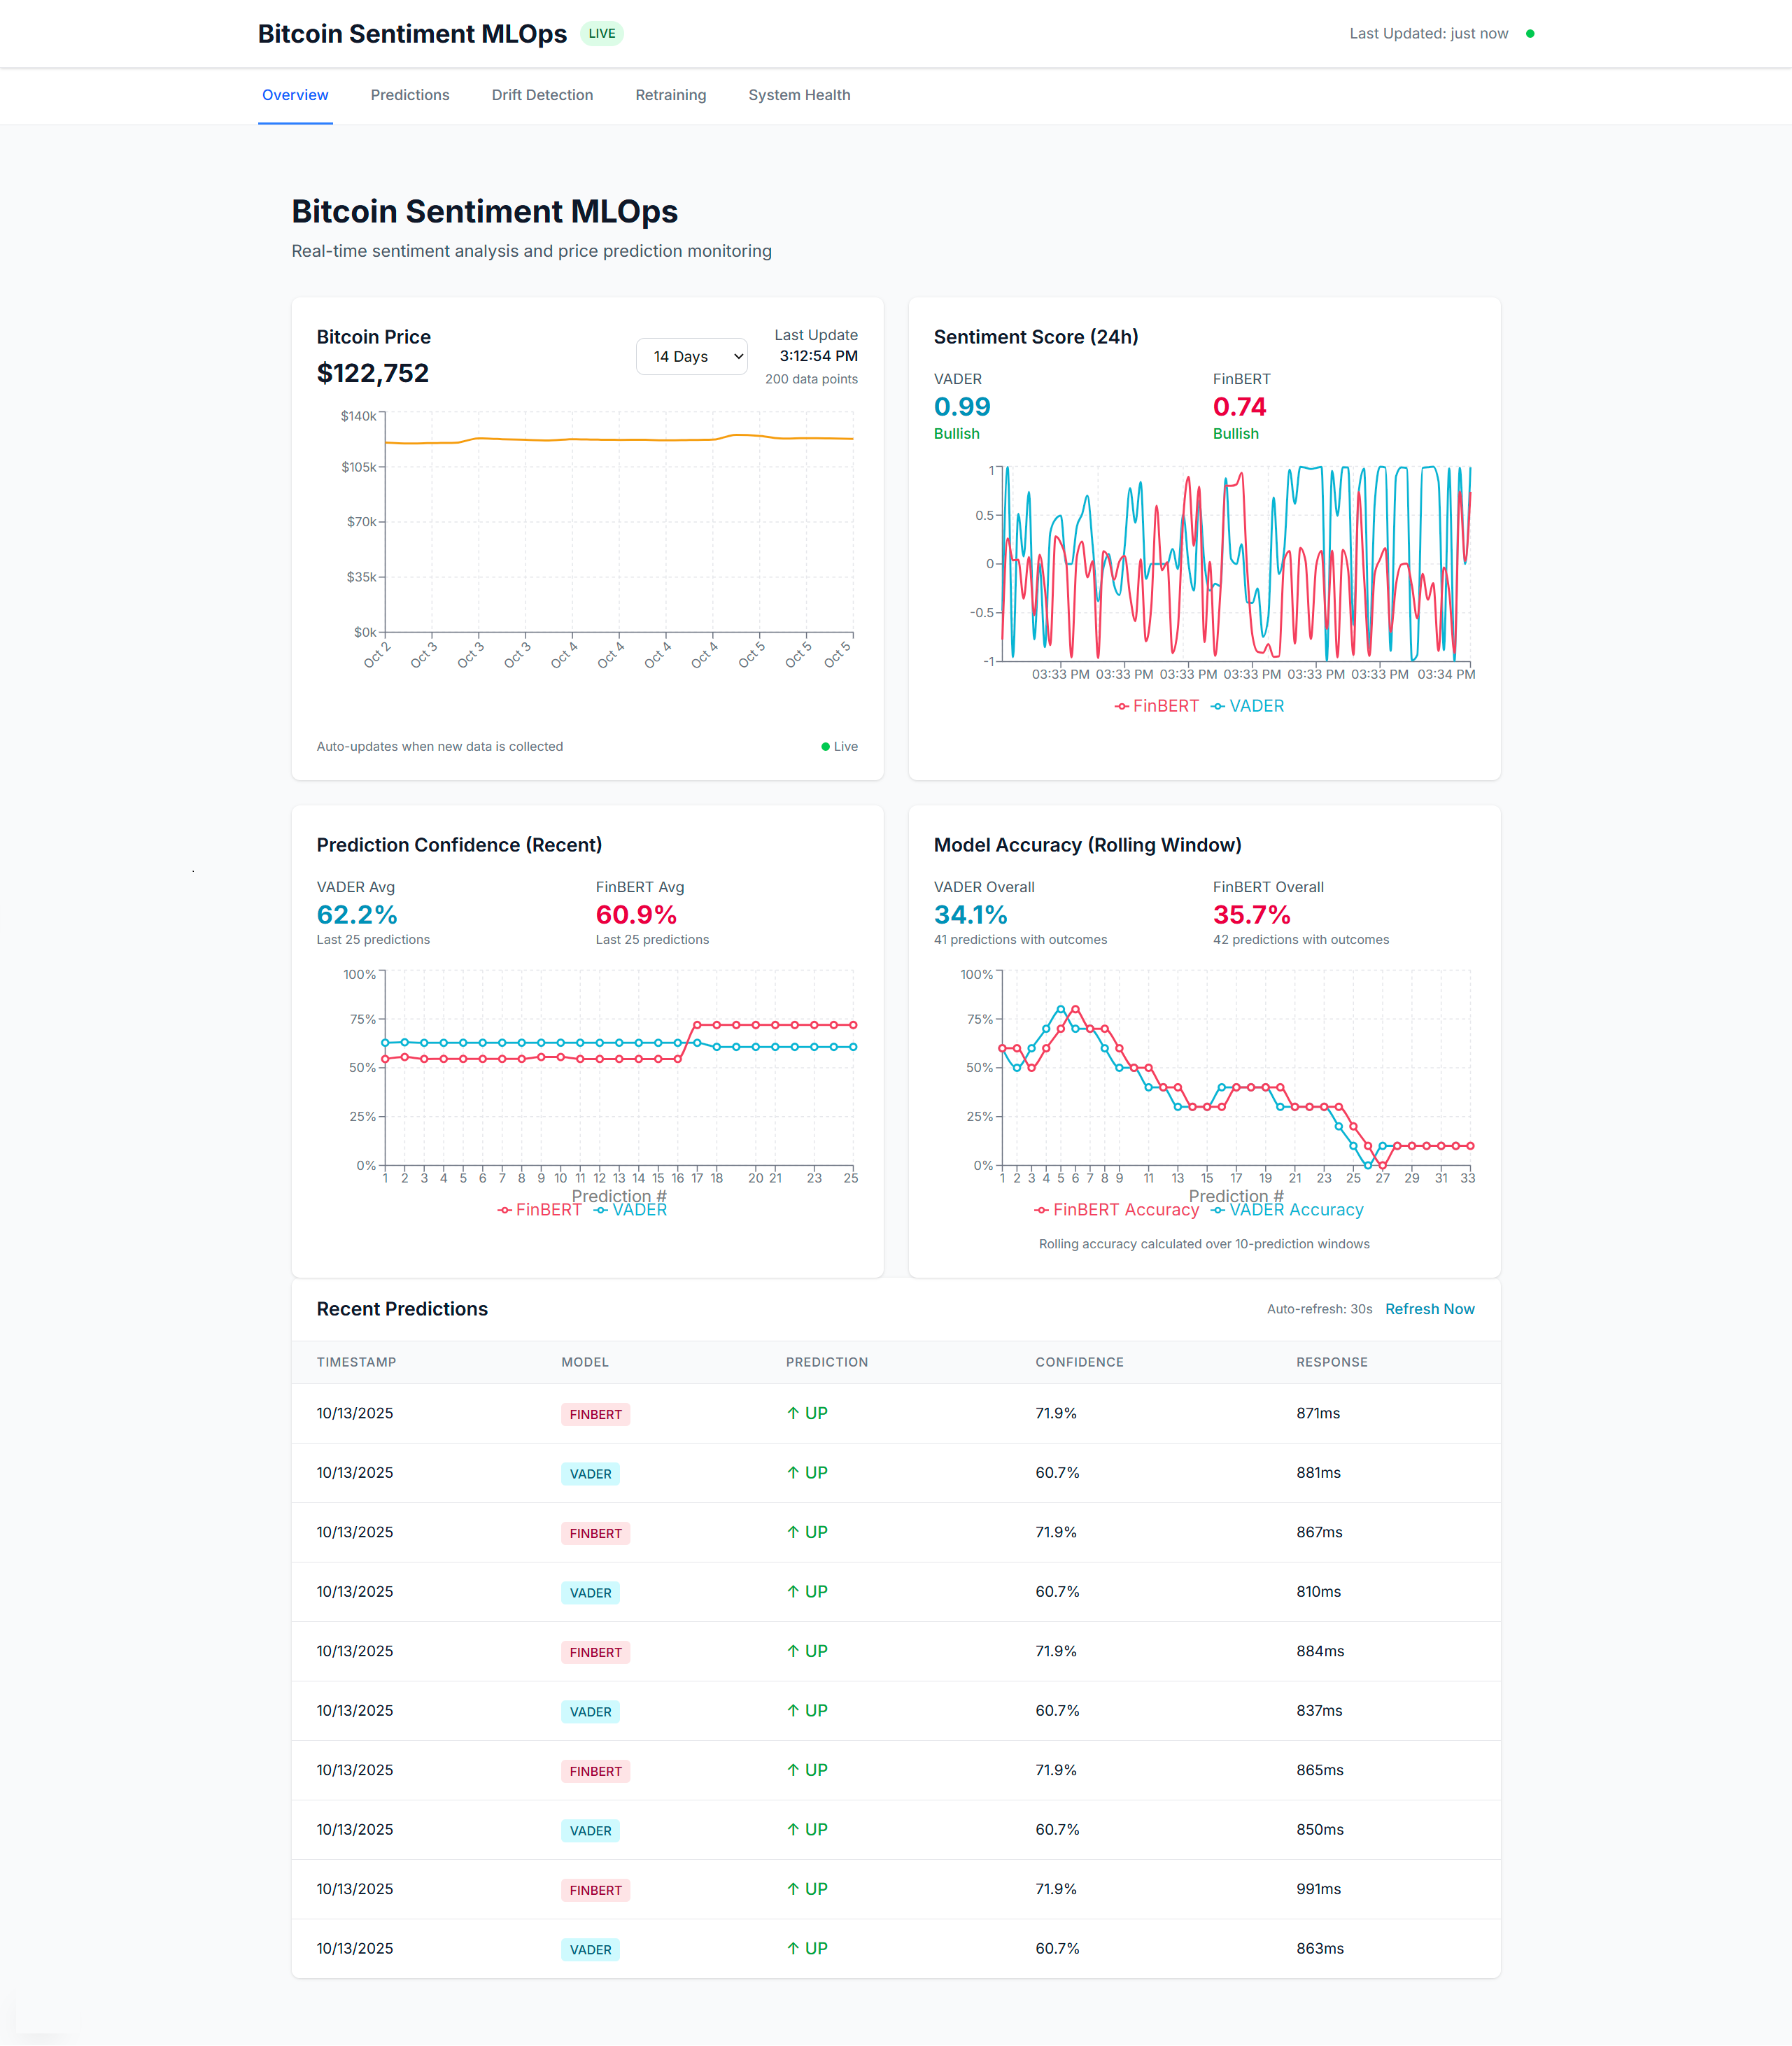 Bitcoin Sentiment MLOps LIVE Last Updated: just now
Overview Predictions Drift Detection Retraining System Health
Bitcoin Sentiment MLOps
Real-time sentiment analysis and price prediction monitoring
Bitcoin Price
$122,752
14 Days
Last Update
3:12:54 PM
200 data points
$140k
$105k
$70k
$35k
$0k
Oct 2 Oct 3 Oct 3 Oct 3 Oct 4 Oct 4 Oct 4 Oct 4 Oct 5 Oct 5 Oct 5
Auto-updates when new data is collected Live
Sentiment Score (24h)
VADER FinBERT
0.99 0.74
Bullish Bullish
1
0.5
0
-0.5
-1
03:33 PM 03:33 PM 03:33 PM 03:33 PM 03:33 PM 03:33 PM 03:34 PM
FinBERT VADER
Prediction Confidence (Recent)
VADER Avg FinBERT Avg
62.2% 60.9%
Last 25 predictions Last 25 predictions
100%
75%
50%
25%
0%
1 2 3 4 5 6 7 8 9 10 11 12 13 14 15 16 17 18 20 21 23 25
Prediction #
FinBERT VADER
Model Accuracy (Rolling Window)
VADER Overall FinBERT Overall
34.1% 35.7%
41 predictions with outcomes 42 predictions with outcomes
100%
75%
50%
25%
0%
1 2 3 4 5 6 7 8 9 11 13 15 17 19 21 23 25 27 29 31 33
Prediction #
FinBERT Accuracy VADER Accuracy
Rolling accuracy calculated over 10-prediction windows
Recent Predictions Auto-refresh: 30s Refresh Now
TIMESTAMP MODEL PREDICTION CONFIDENCE RESPONSE
10/13/2025 FINBERT ↑ UP 71.9% 871ms
10/13/2025 VADER ↑ UP 60.7% 881ms
10/13/2025 FINBERT ↑ UP 71.9% 867ms
10/13/2025 VADER ↑ UP 60.7% 810ms
10/13/2025 FINBERT ↑ UP 71.9% 884ms
10/13/2025 VADER ↑ UP 60.7% 837ms
10/13/2025 FINBERT ↑ UP 71.9% 865ms
10/13/2025 VADER ↑ UP 60.7% 850ms
10/13/2025 FINBERT ↑ UP 71.9% 991ms
10/13/2025 VADER ↑ UP 60.7% 863ms